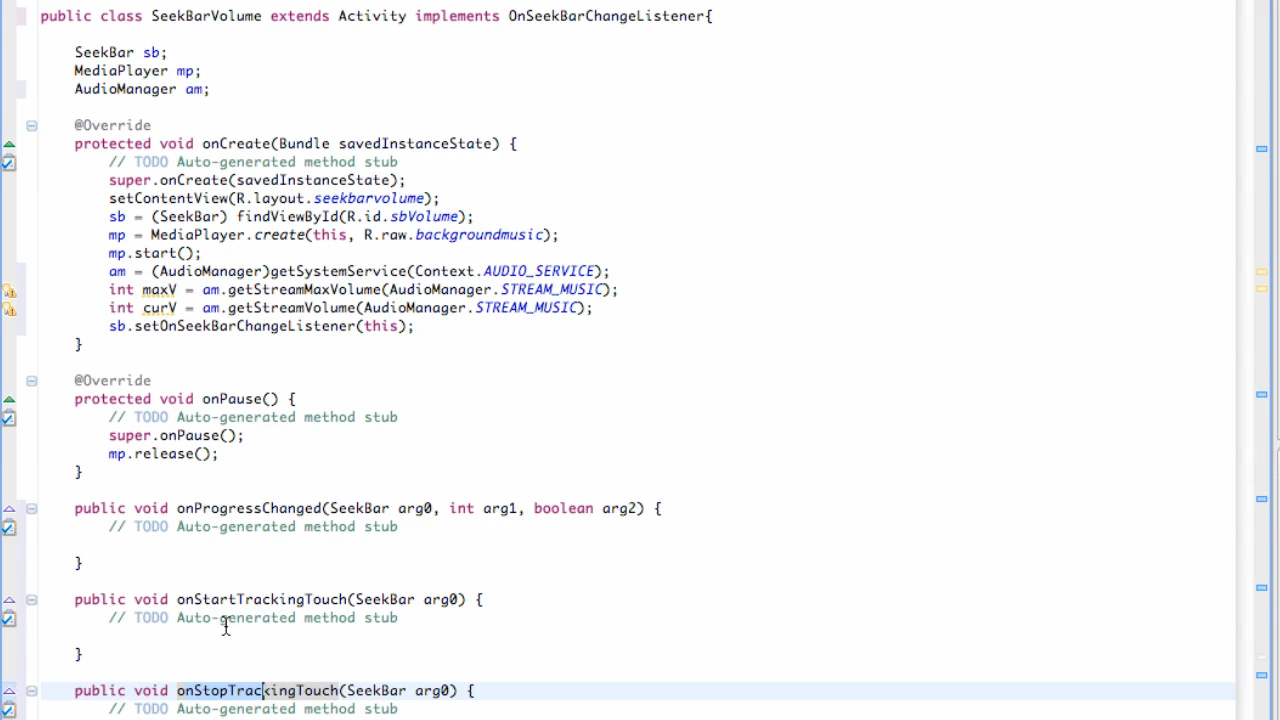 public class SeekBarVolume extends Activity implements OnSeekBarChangeListener{
SeekBar sb;
MediaPlayer mp;
AudioManager am;
@Override
protected void onCreate(Bundle savedInstanceState) {
// TODO Auto-generated method stub
super.onCreate(savedInstanceState);
setContentView(R.layout.seekbarvolume);
sb = (SeekBar) findViewById(R.id.sbVolume);
mp = MediaPlayer.create(this, R.raw.backgroundmusic);
mp.start();
am = (AudioManager)getSystemService(Context.AUDIO_SERVICE);
int maxV = am.getStreamMaxVolume(AudioManager.STREAM_MUSIC);
int curV = am.getStreamVolume(AudioManager.STREAM_MUSIC);
sb.setOnSeekBarChangeListener(this);
}
@Override
protected void onPause() {
// TODO Auto-generated method stub
super.onPause();
mp.release();
}
public void onProgressChanged(SeekBar arg0, int arg1, boolean arg2) {
// TODO Auto-generated method stub
}
public void onStartTrackingTouch(SeekBar arg0) {
// TODO Auto-generated method stub
}
public void onStopTrackingTouch(SeekBar arg0) {
// TODO Auto-generated method stub